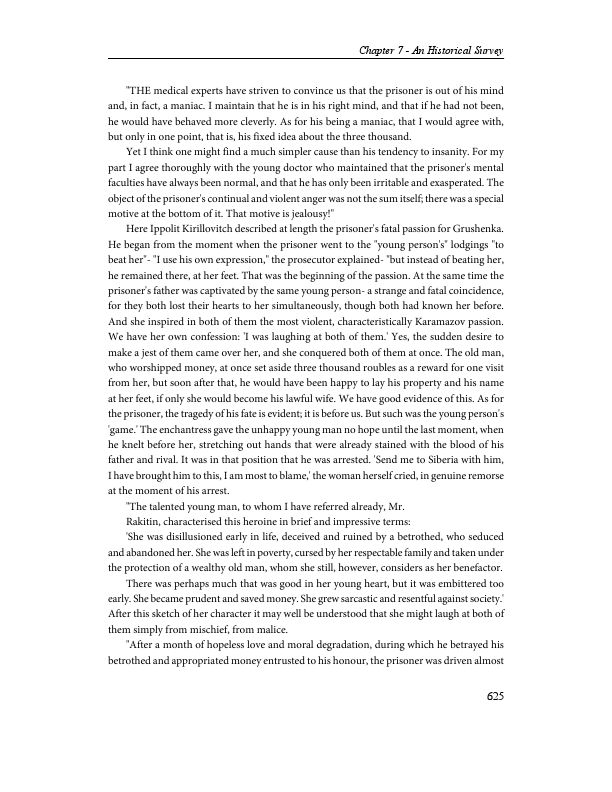 Chapter 7 - An Historical Survey
"THE medical experts have striven to convince us that the prisoner is out of his mind
and, in fact, a maniac. I maintain that he is in his right mind, and that if he had not been,
he would have behaved more cleverly. As for his being a maniac, that I would agree with,
but only in one point, that is, his fixed idea about the three thousand.
Yet I think one might find a much simpler cause than his tendency to insanity. For my
part I agree thoroughly with the young doctor who maintained that the prisoner's mental
faculties have always been normal, and that he has only been irritable and exasperated. The
object of the prisoner's continual and violent anger was not the sum itself; there was a special
motive at the bottom of it. That motive is jealousy!"
Here Ippolit Kirillovitch described at length the prisoner's fatal passion for Grushenka.
He began from the moment when the prisoner went to the "young person's" lodgings "to
beat her"- "I use his own expression," the prosecutor explained- "but instead of beating her,
he remained there, at her feet. That was the beginning of the passion. At the same time the
prisoner's father was captivated by the same young person- a strange and fatal coincidence,
for they both lost their hearts to her simultaneously, though both had known her before.
And she inspired in both of them the most violent, characteristically Karamazov passion.
We have her own confession: 'I was laughing at both of them.' Yes, the sudden desire to
make a jest of them came over her, and she conquered both of them at once. The old man,
who worshipped money, at once set aside three thousand roubles as a reward for one visit
from her, but soon after that, he would have been happy to lay his property and his name
at her feet, if only she would become his lawful wife. We have good evidence of this. As for
the prisoner, the tragedy of his fate is evident; it is before us. But such was the young person's
'game.' The enchantress gave the unhappy young man no hope until the last moment, when
he knelt before her, stretching out hands that were already stained with the blood of his
father and rival. It was in that position that he was arrested. 'Send me to Siberia with him,
I have brought him to this, I am most to blame,' the woman herself cried, in genuine remorse
at the moment of his arrest.
"The talented young man, to whom I have referred already, Mr.
Rakitin, characterised this heroine in brief and impressive terms:
'She was disillusioned early in life, deceived and ruined by a betrothed, who seduced
and abandoned her. She was left in poverty, cursed by her respectable family and taken under
the protection of a wealthy old man, whom she still, however, considers as her benefactor.
There was perhaps much that was good in her young heart, but it was embittered too
early. She became prudent and saved money. She grew sarcastic and resentful against society.'
After this sketch of her character it may well be understood that she might laugh at both of
them simply from mischief, from malice.
"After a month of hopeless love and moral degradation, during which he betrayed his
betrothed and appropriated money entrusted to his honour, the prisoner was driven almost
625